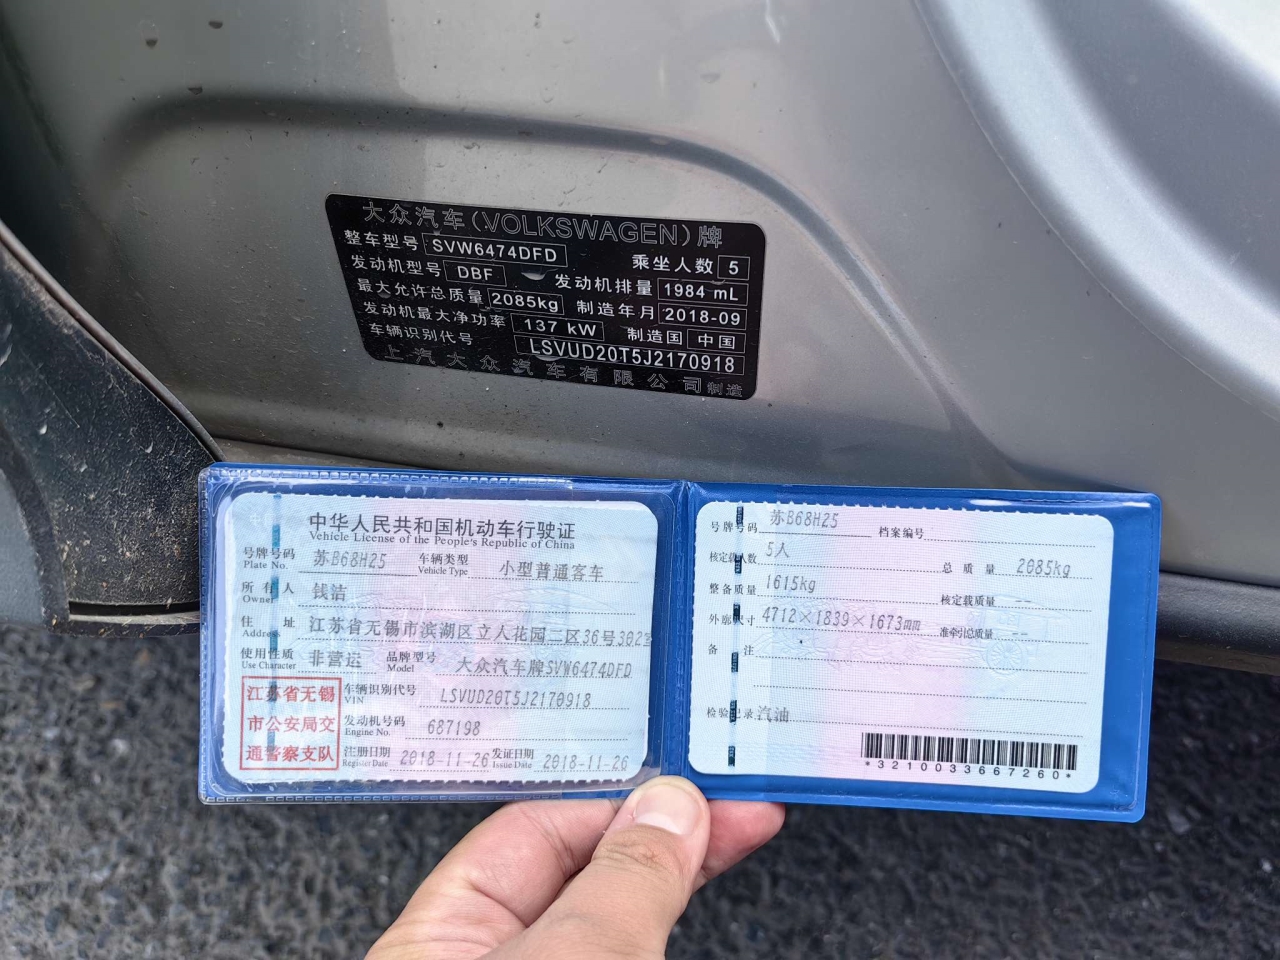 大众汽车(VOLKSWAGEN)牌
整车型号 SVW6474DFD 乘坐人数 5
发动机型号 DBF 发动机排量 1984 mL
最大允许总质量 2085kg 制造年月 2018-09
发动机最大净功率 137 kW 制造国 中国
车辆识别代号 LSVUD20T5J2170918
上汽大众汽车有限公司制造
中华人民共和国机动车行驶证
Vehicle License of the People's Republic of China
号牌号码 苏B68H25 车辆类型 小型普通客车
Plate No. Vehicle Type
所有人 钱洁
Owner
住址 江苏省无锡市滨湖区立人花园二区36号302室
Address
使用性质 非营运 品牌型号 大众汽车牌SVW6474DFD
Use Character Model
江苏省无锡
市公安局交
通警察支队
车辆识别代号 LSVUD20T5J2170918
VIN
发动机号码 687198
Engine No.
注册日期 2018-11-26 发证日期 2018-11-26
Register Date Issue Date
号牌号码 苏B68H25 档案编号
核定载人数 5人 总质量 2085kg
整备质量 1615kg 核定载质量 --
外廓尺寸 4712×1839×1673mm 准牵引总质量 --
备注
检验记录 汽油
*3210033667260*